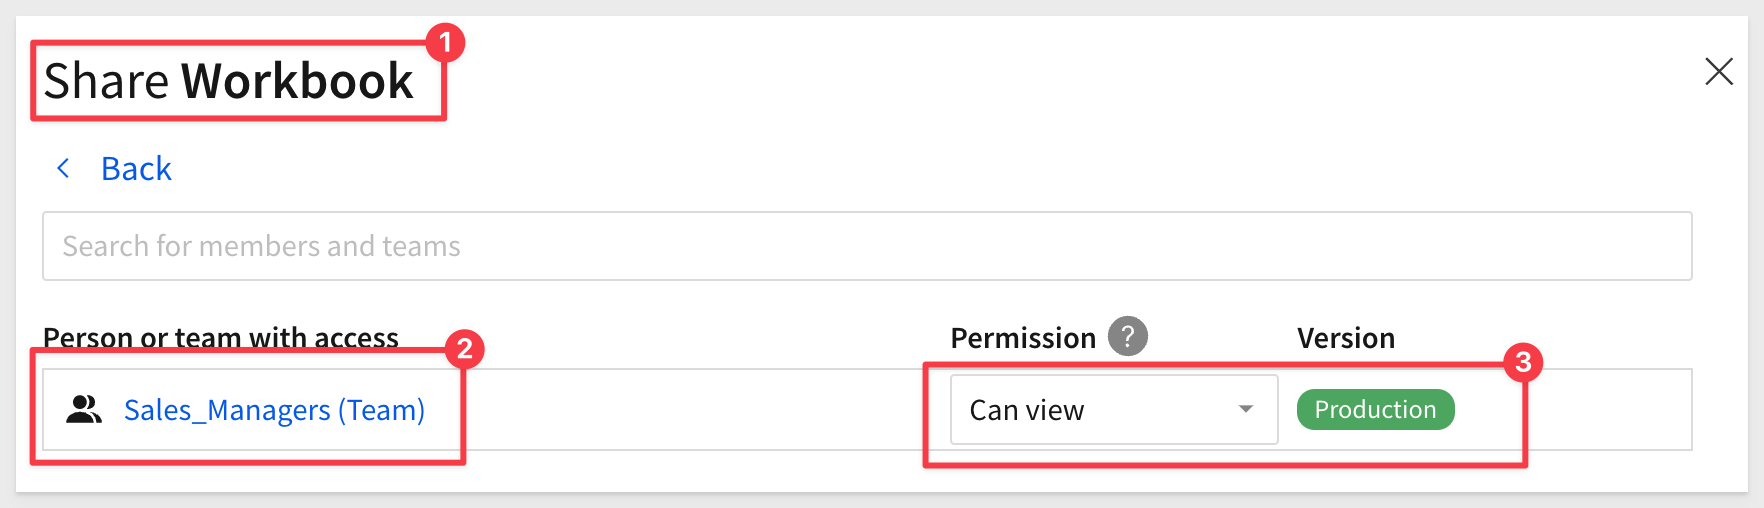 1
Share Workbook
Back
Search for members and teams
Person or team with access
Permission ?
Version
2
3
Sales_Managers (Team)
Can view
Production